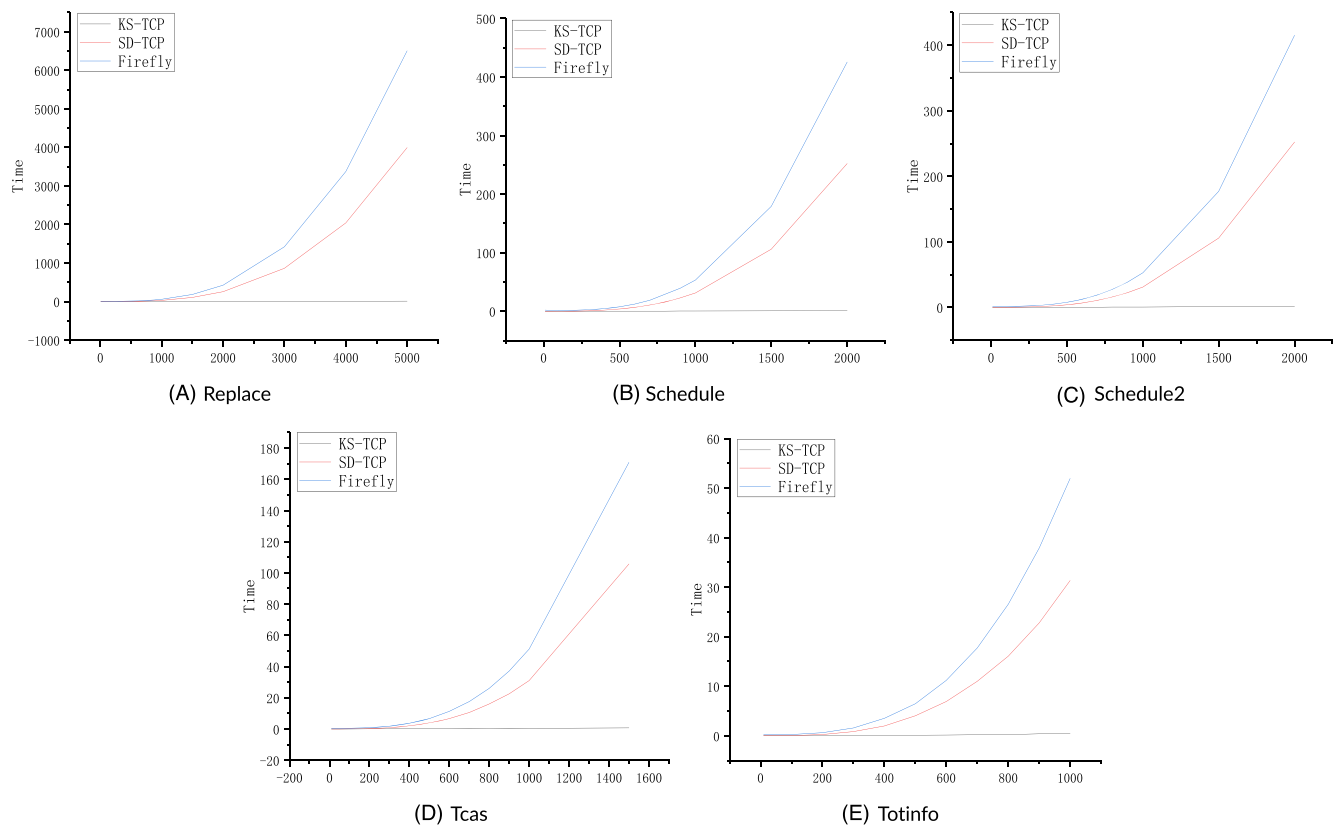 KS-TCP
SD-TCP
Firefly
7000
6000
5000
4000
3000
2000
1000
0
-1000
Time
0 1000 2000 3000 4000 5000
(A) Replace
KS-TCP
SD-TCP
Firefly
500
400
300
200
100
0
Time
0 500 1000 1500 2000
(B) Schedule
KS-TCP
SD-TCP
Firefly
400
300
200
100
0
Time
0 500 1000 1500 2000
(C) Schedule2
KS-TCP
SD-TCP
Firefly
180
160
140
120
100
80
60
40
20
0
-20
Time
-200 0 200 400 600 800 1000 1200 1400 1600
(D) Tcas
KS-TCP
SD-TCP
Firefly
60
50
40
30
20
10
0
Time
0 200 400 600 800 1000
(E) Totinfo